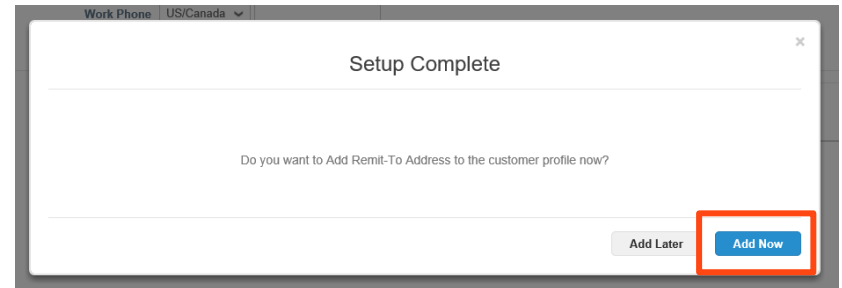 Work Phone US/Canada
×
Setup Complete
Do you want to Add Remit-To Address to the customer profile now?
Add Later Add Now